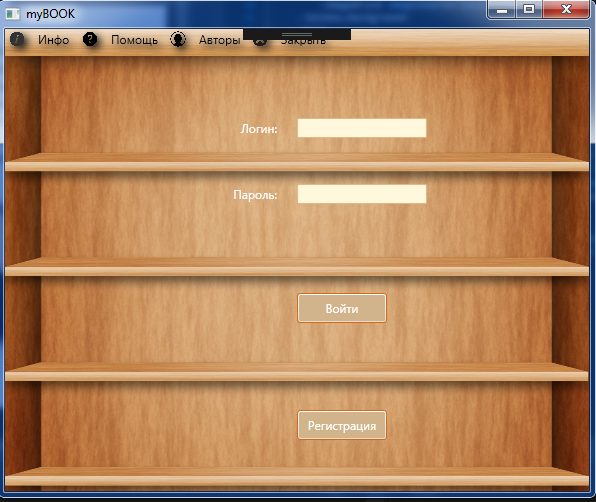 myBOOK
Инфо Помощь Авторы Закрыть
Логин:
Пароль:
Войти
Регистрация